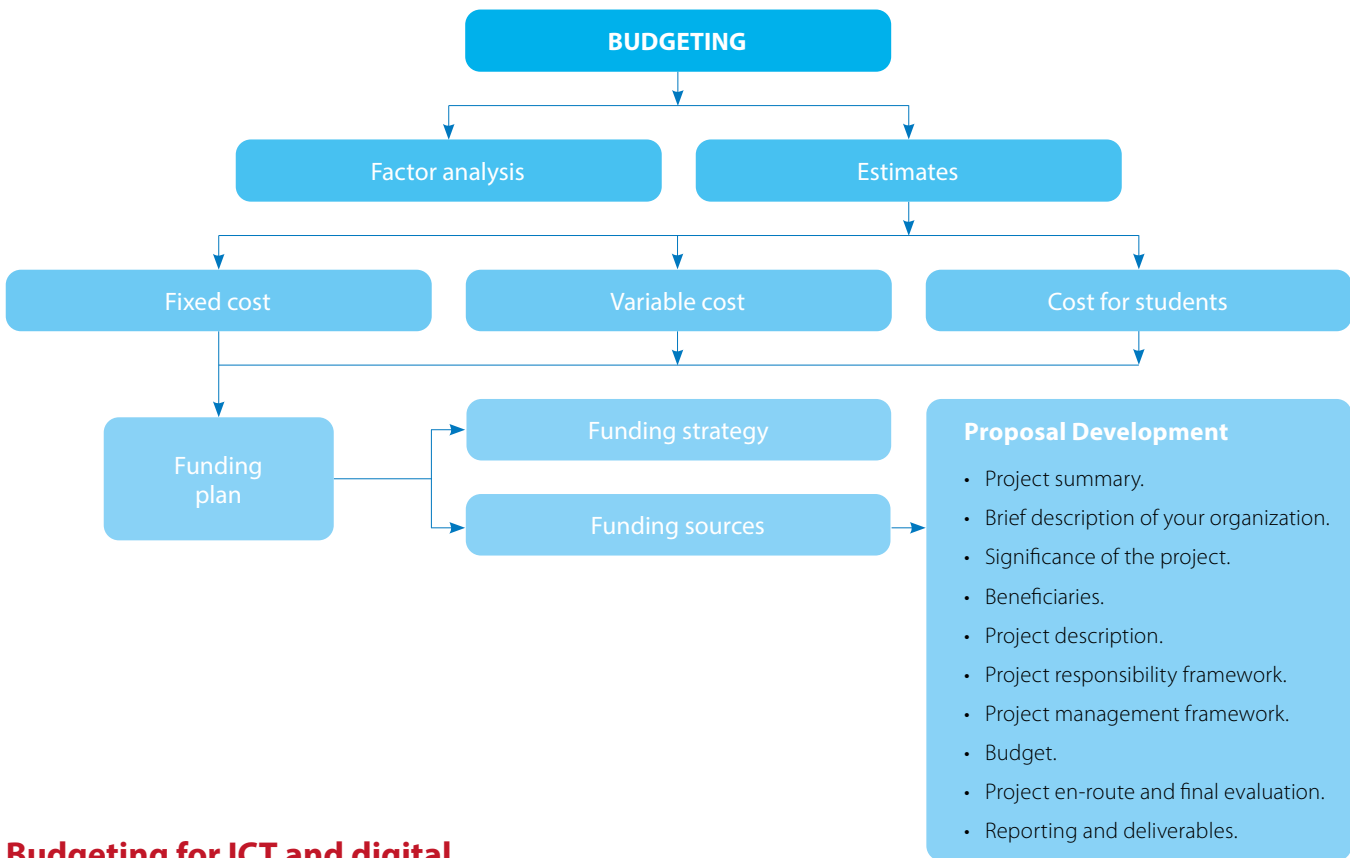 BUDGETING
Factor analysis
Estimates
Fixed cost
Variable cost
Cost for students
Funding
plan
Funding strategy
Funding sources
Proposal Development
• Project summary.
• Brief description of your organization.
• Significance of the project.
• Beneficiaries.
• Project description.
• Project responsibility framework.
• Project management framework.
• Budget.
• Project en-route and final evaluation.
• Reporting and deliverables.
Budgeting for ICT and digital